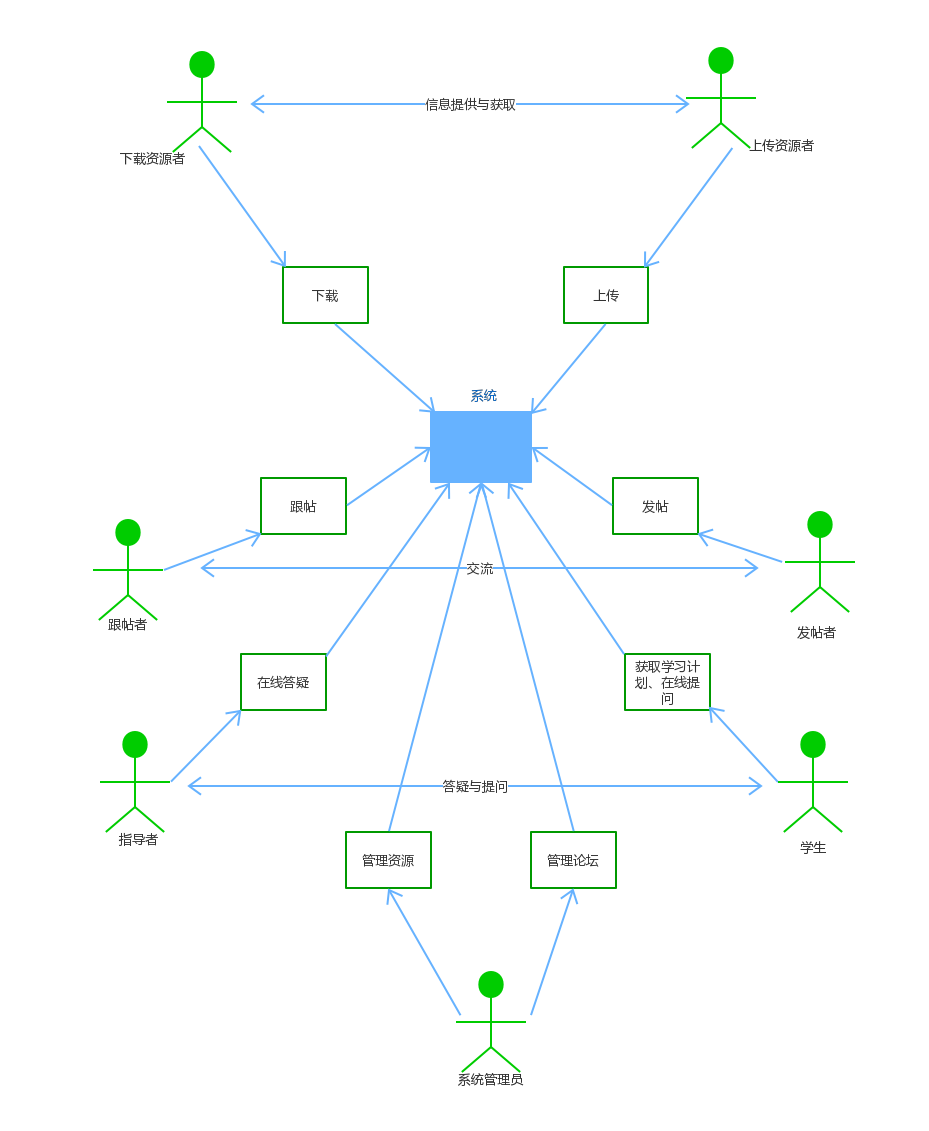 信息提供与获取
下载资源者
上传资源者
下载
上传
系统
跟帖
发帖
交流
跟帖者
发帖者
在线答疑
获取学习计
划、在线提
问
答疑与提问
指导者
学生
管理资源
管理论坛
系统管理员